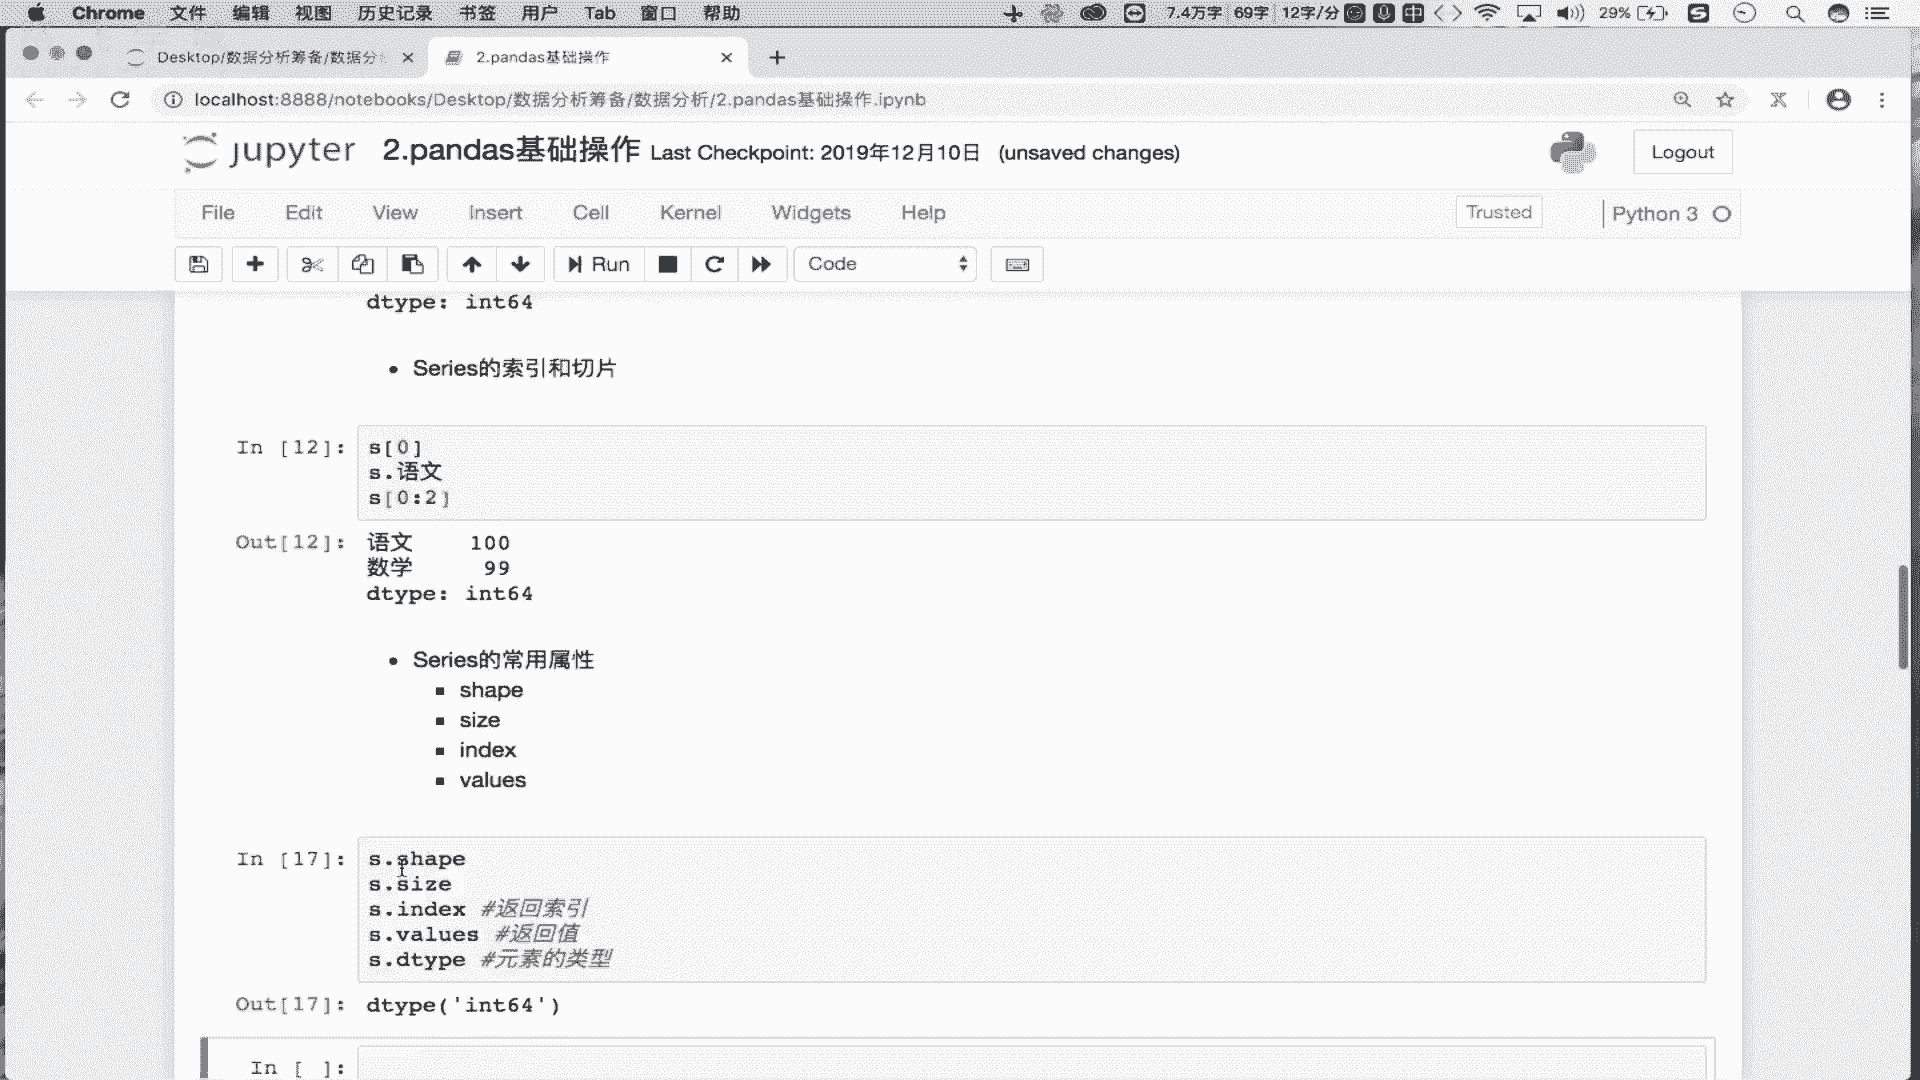 Chrome 文件 编辑 视图 历史记录 书签 用户 Tab 窗口 帮助 7.4万字 69字 12字/分 中 29%
Desktop/数据分析筹备/数据分 2.pandas基础操作
localhost:8888/notebooks/Desktop/数据分析筹备/数据分析/2.pandas基础操作.ipynb
jupyter 2.pandas基础操作 Last Checkpoint: 2019年12月10日 (unsaved changes) Logout
File Edit View Insert Cell Kernel Widgets Help Trusted Python 3
Run Code
dtype: int64
Series的索引和切片
In [12]: s[0]
s.语文
s[0:2]
Out[12]: 语文 100
数学 99
dtype: int64
Series的常用属性
shape
size
index
values
In [17]: s.shape
s.size
s.index #返回索引
s.values #返回值
s.dtype #元素的类型
Out[17]: dtype('int64')
In [ ]: